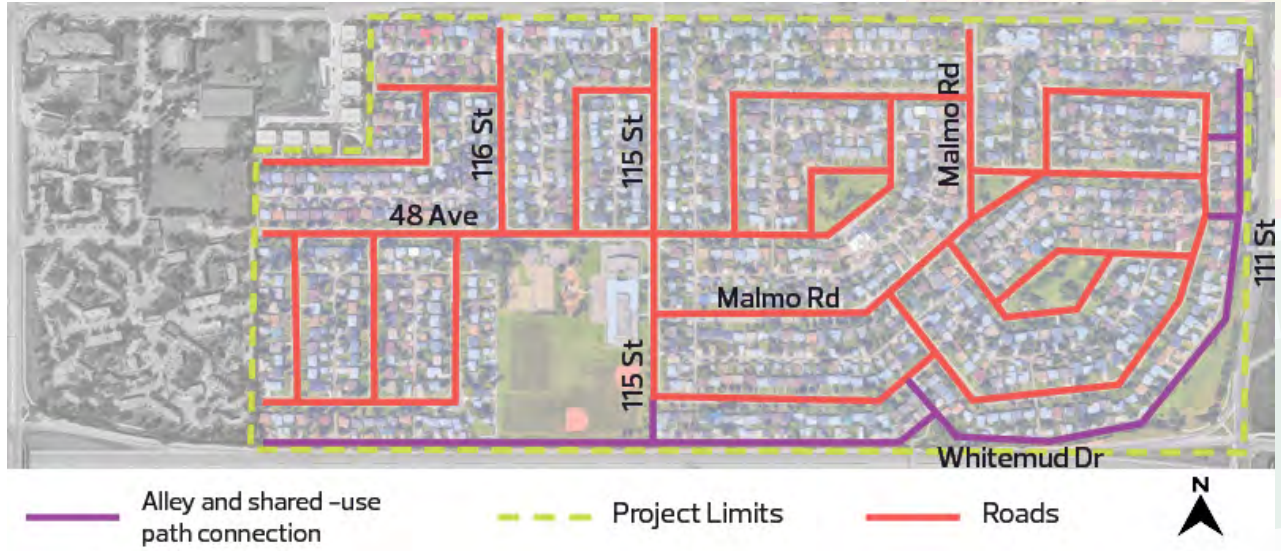 Malmo Rd
116 St
115 St
48 Ave
111 St
Malmo Rd
115 St
Whitemud Dr
Alley and shared -use
path connection
Project Limits
Roads
N